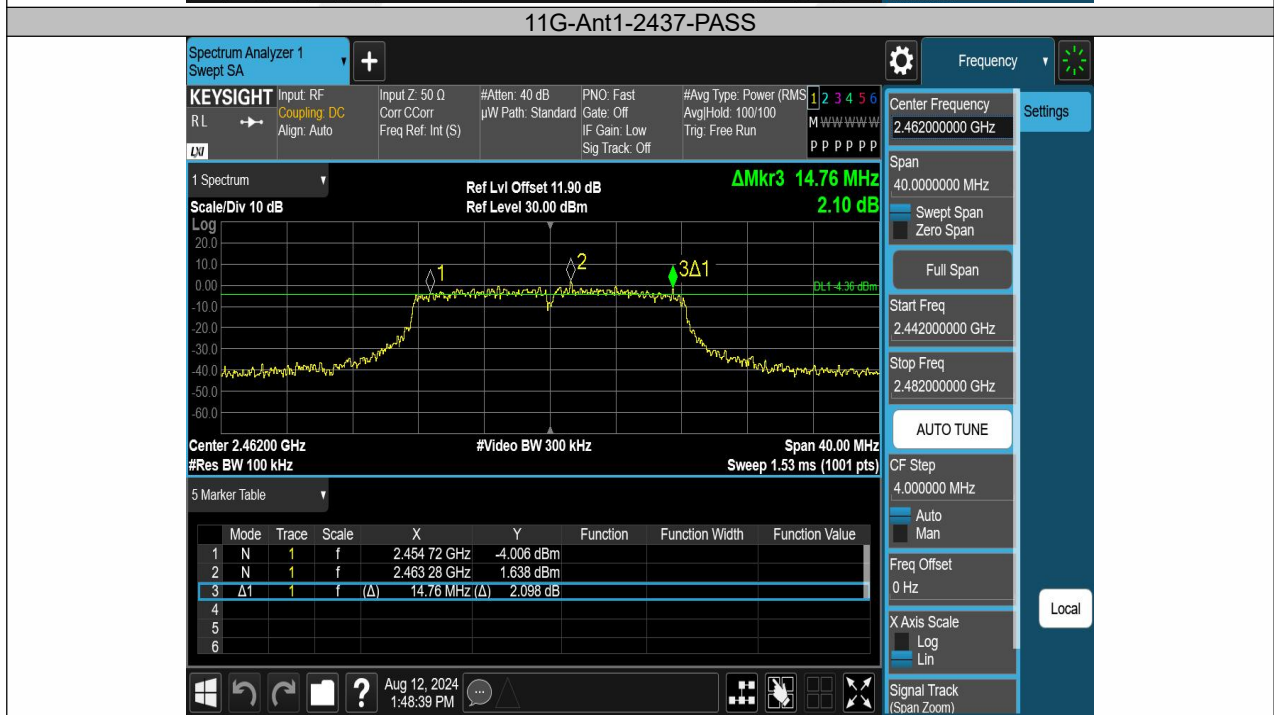 11G-Ant1-2437-PASS
Spectrum Analyzer 1
Swept SA
+
Frequency
KEYSIGHT
RL
LXI
Input: RF
Coupling: DC
Align: Auto
Input Z: 50 Ω
Corr CCorr
Freq Ref: Int (S)
#Atten: 40 dB
µW Path: Standard
PNO: Fast
Gate: Off
IF Gain: Low
Sig Track: Off
#Avg Type: Power (RMS
Avg|Hold: 100/100
Trig: Free Run
1 2 3 4 5 6
M W W W W W
P P P P P P
1 Spectrum
Scale/Div 10 dB
Ref Lvl Offset 11.90 dB
Ref Level 30.00 dBm
ΔMkr3 14.76 MHz
2.10 dB
Log
20.0
10.0
0.00
-10.0
-20.0
-30.0
-40.0
-50.0
-60.0
1
2
3Δ1
DL1 -4.36 dBm
Center 2.46200 GHz
#Video BW 300 kHz
Span 40.00 MHz
#Res BW 100 kHz
Sweep 1.53 ms (1001 pts)
5 Marker Table
Mode Trace Scale X Y Function Function Width Function Value
1 N 1 f 2.454 72 GHz -4.006 dBm
2 N 1 f 2.463 28 GHz 1.638 dBm
3 Δ1 1 f (Δ) 14.76 MHz (Δ) 2.098 dB
4
5
6
Aug 12, 2024
1:48:39 PM
?
Settings
Center Frequency
2.462000000 GHz
Span
40.0000000 MHz
Swept Span
Zero Span
Full Span
Start Freq
2.442000000 GHz
Stop Freq
2.482000000 GHz
AUTO TUNE
CF Step
4.000000 MHz
Auto
Man
Freq Offset
0 Hz
X Axis Scale
Log
Lin
Signal Track
(Span Zoom)
Local